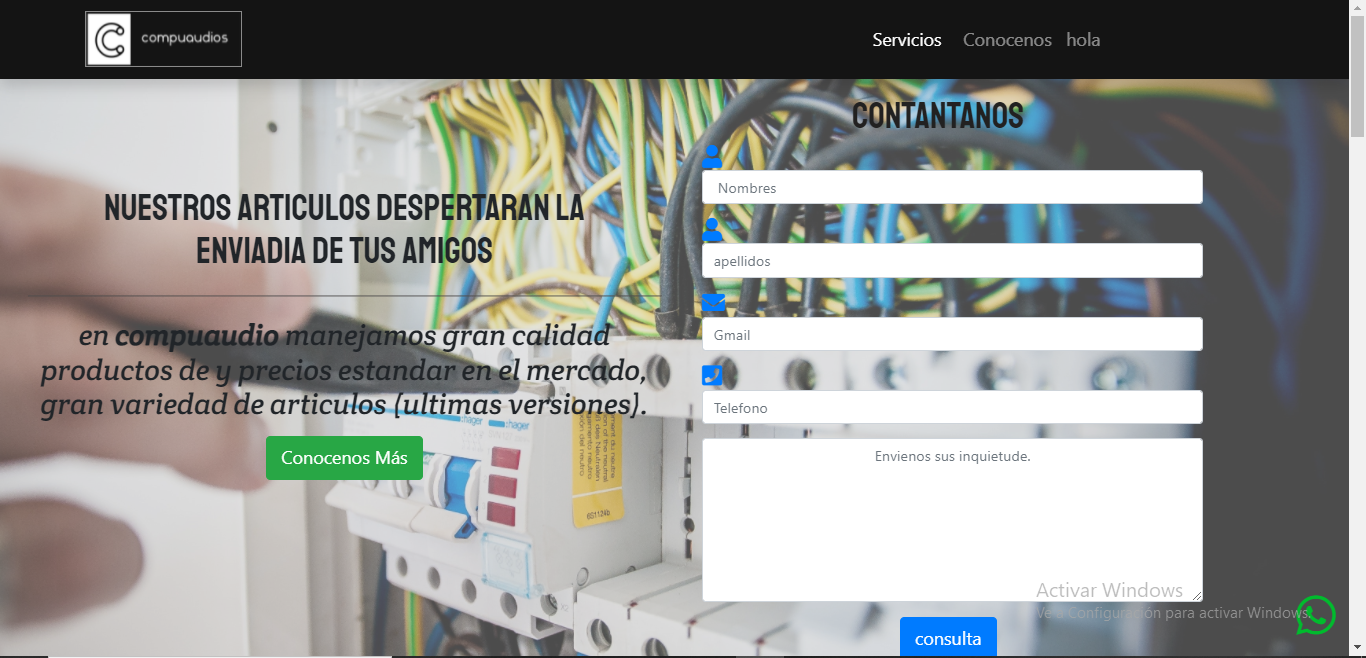 compuaudios
Servicios Conocenos hola
CONTANTANOS
NUESTROS ARTICULOS DESPERTARAN LA
ENVIADIA DE TUS AMIGOS
en compuaudio manejamos gran calidad
productos de y precios estandar en el mercado,
gran variedad de articulos (ultimas versiones).
Conocenos Más
Nombres
apellidos
Gmail
Telefono
Envienos sus inquietude.
consulta
:hager :hager
Activar Windows
Ve a Configuración para activar Windows.